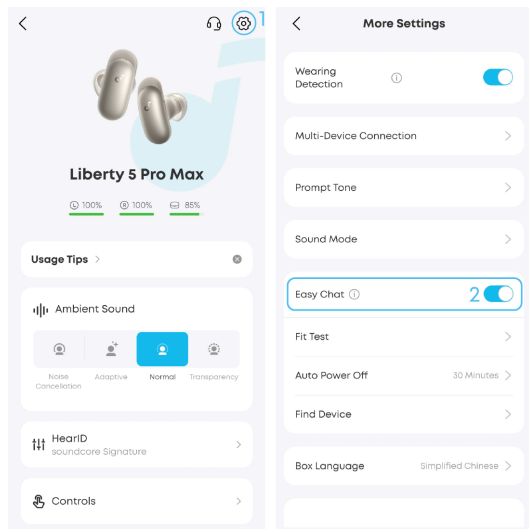 1
Liberty 5 Pro Max
L 100% R 100% 85%
Usage Tips
Ambient Sound
Noise Cancellation
Adaptive
Normal
Transparency
HearID
soundcore Signature
Controls
More Settings
Wearing
Detection
Multi-Device Connection
Prompt Tone
Sound Mode
Easy Chat
2
Fit Test
Auto Power Off 30 Minutes
Find Device
Box Language Simplified Chinese